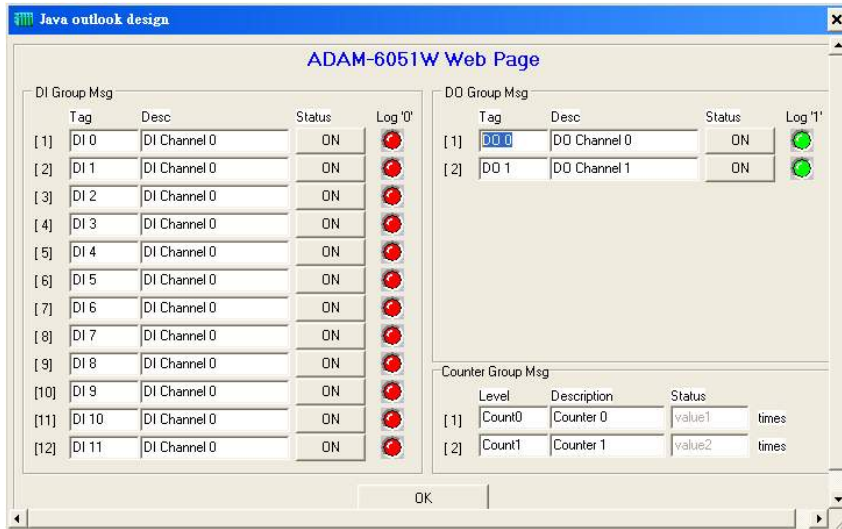 Java outlook design
ADAM-6051W Web Page
DI Group Msg
Tag Desc Status Log '0'
[1] DI 0 DI Channel 0 ON
[2] DI 1 DI Channel 0 ON
[3] DI 2 DI Channel 0 ON
[4] DI 3 DI Channel 0 ON
[5] DI 4 DI Channel 0 ON
[6] DI 5 DI Channel 0 ON
[7] DI 6 DI Channel 0 ON
[8] DI 7 DI Channel 0 ON
[9] DI 8 DI Channel 0 ON
[10] DI 9 DI Channel 0 ON
[11] DI 10 DI Channel 0 ON
[12] DI 11 DI Channel 0 ON
DO Group Msg
Tag Desc Status Log '1'
[1] DO 0 DO Channel 0 ON
[2] DO 1 DO Channel 1 ON
Counter Group Msg
Level Description Status
[1] Count0 Counter 0 value1 times
[2] Count1 Counter 1 value2 times
OK